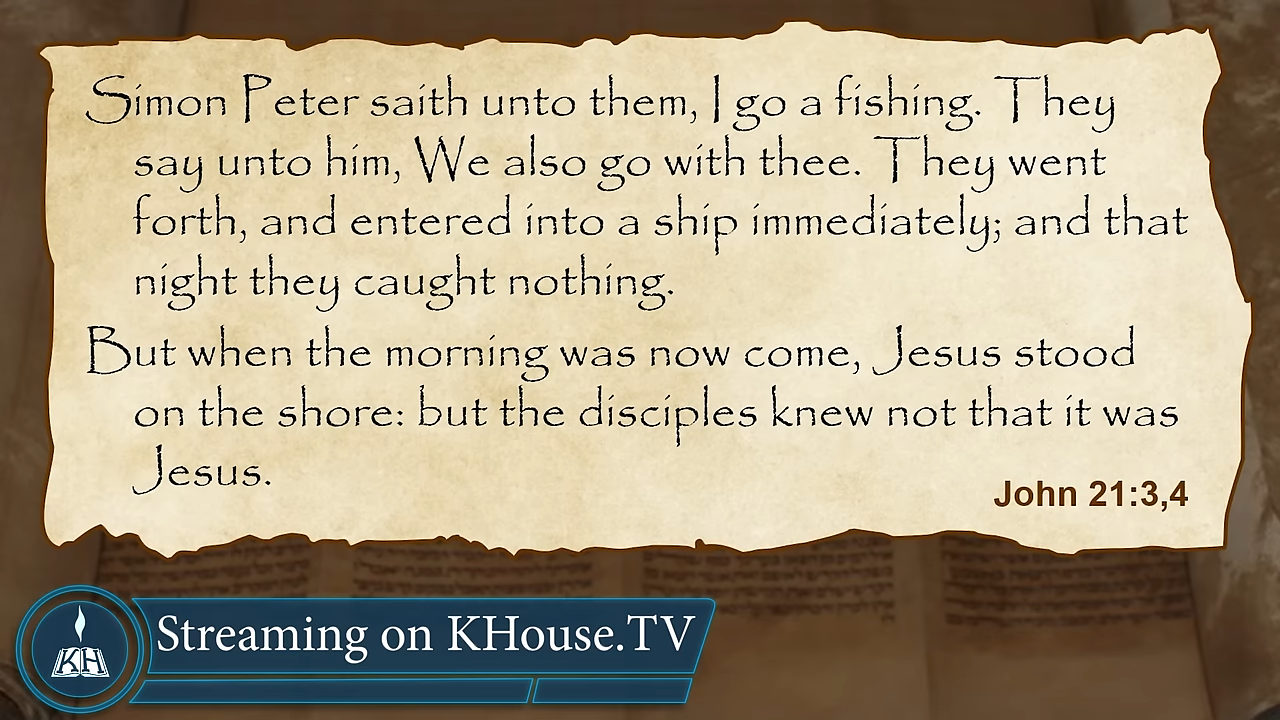 Simon Peter saith unto them, I go a fishing. They
say unto him, We also go with thee. They went
forth, and entered into a ship immediately; and that
night they caught nothing.
But when the morning was now come, Jesus stood
on the shore: but the disciples knew not that it was
Jesus.
John 21:3,4
Streaming on KHouse.TV
KH